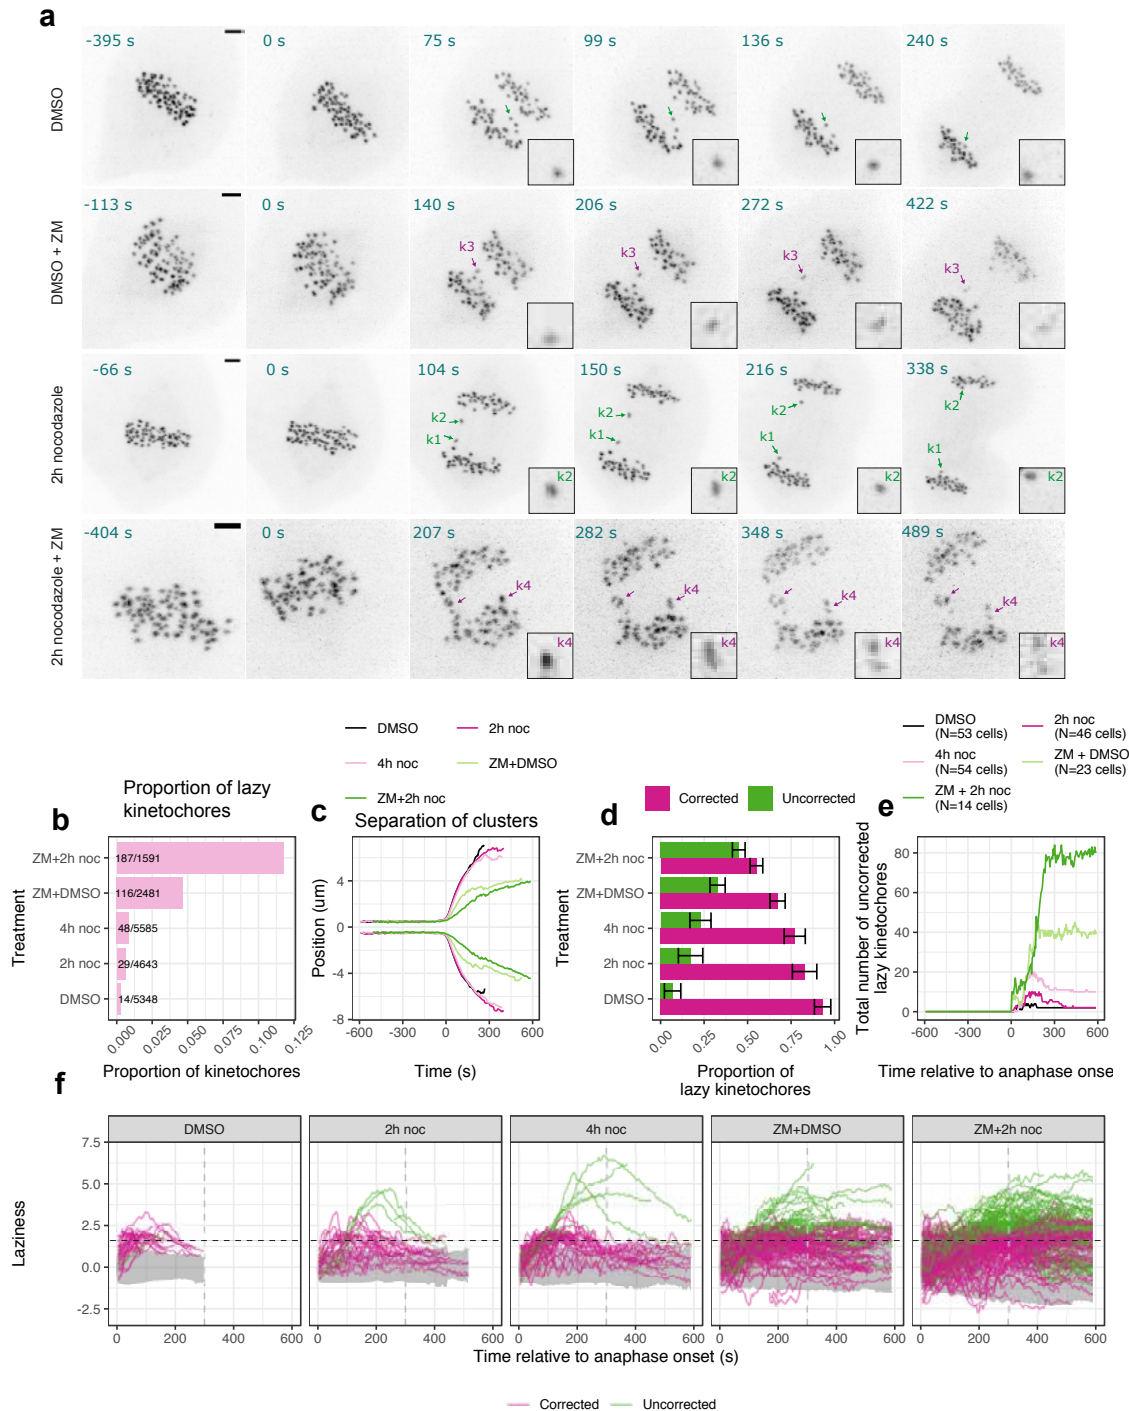 a
-395 s
0 s
75 s
99 s
136 s
240 s
DMSO
-113 s
0 s
140 s
206 s
272 s
422 s
k3
k3
k3
k3
DMSO + ZM
-66 s
0 s
104 s
150 s
216 s
338 s
k2
k2
k2
k2
k1
k1
k1
k1
k2
k2
k2
k2
2h nocodazole
-404 s
0 s
207 s
282 s
348 s
489 s
k4
k4
k4
k4
k4
k4
k4
k4
2h nocodazole + ZM
DMSO
2h noc
4h noc
ZM+DMSO
ZM+2h noc
DMSO
(N=53 cells)
2h noc
(N=46 cells)
4h noc
(N=54 cells)
ZM + DMSO
(N=23 cells)
ZM + 2h noc
(N=14 cells)
b
Proportion of lazy
kinetochores
Treatment
ZM+2h noc
187/1591
ZM+DMSO
116/2481
4h noc
48/5585
2h noc
29/4643
DMSO
14/5348
0.000
0.025
0.050
0.075
0.100
0.125
Proportion of kinetochores
c
Separation of clusters
Position (um)
4
0
-4
-8
-600
-300
0
300
600
Time (s)
d
Corrected
Uncorrected
Treatment
ZM+2h noc
ZM+DMSO
4h noc
2h noc
DMSO
0.00
0.25
0.50
0.75
1.00
Proportion of
lazy kinetochores
e
Total number of uncorrected
lazy kinetochores
80
60
40
20
0
-600
-300
0
300
600
Time relative to anaphase onse
f
DMSO
2h noc
4h noc
ZM+DMSO
ZM+2h noc
Laziness
7.5
5.0
2.5
0.0
-2.5
0
200
400
600
0
200
400
600
0
200
400
600
0
200
400
600
0
200
400
600
Time relative to anaphase onset (s)
Corrected
Uncorrected